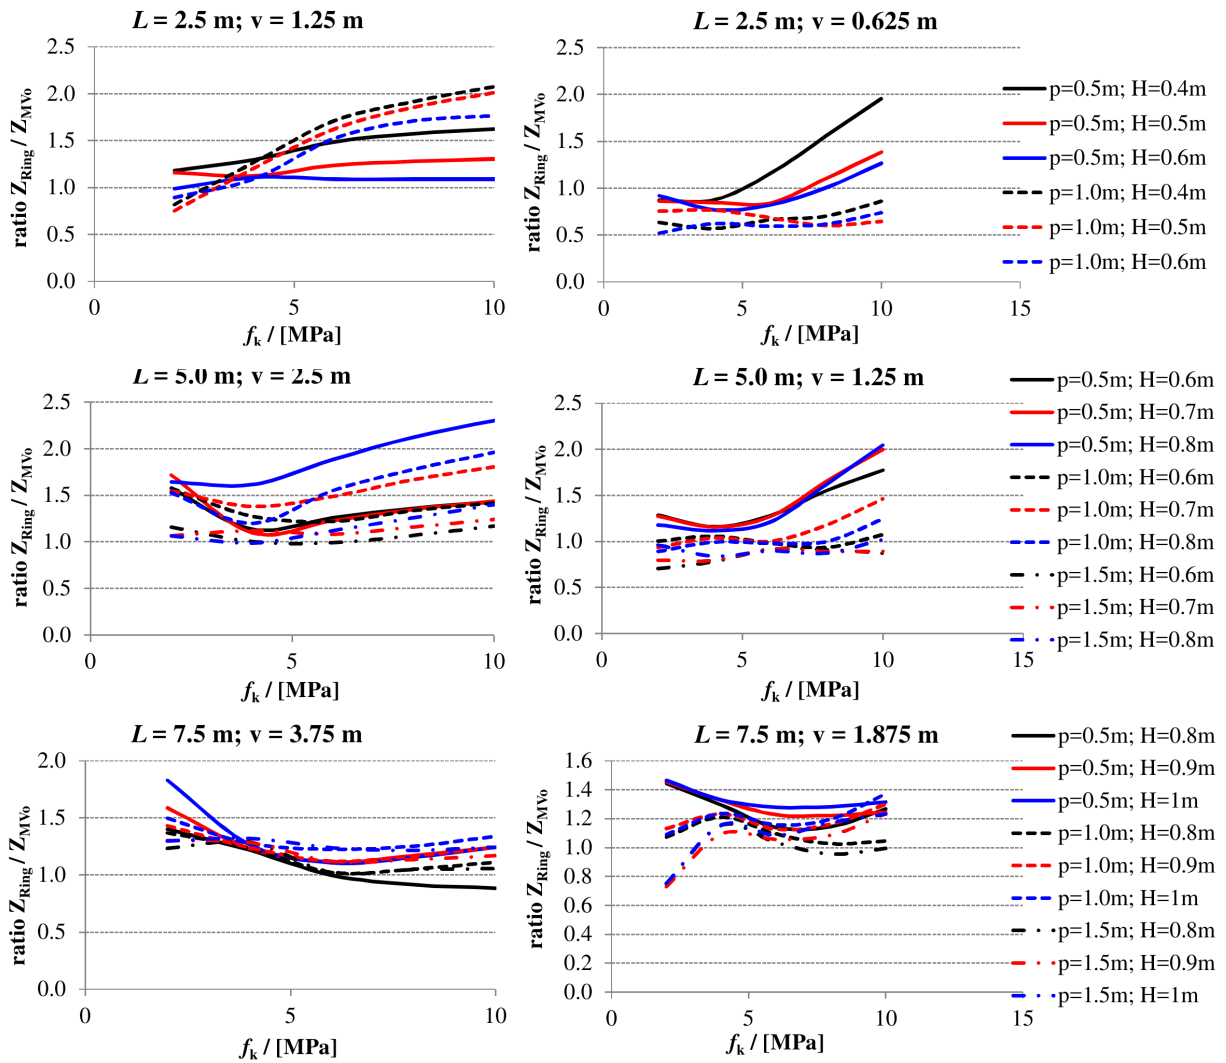 L = 2.5 m; v = 1.25 m
2.5
2.0
1.5
1.0
0.5
0.0
0
5
10
ratio ZRing / ZMVo
fk / [MPa]
L = 2.5 m; v = 0.625 m
2.5
2.0
1.5
1.0
0.5
0.0
0
5
10
15
ratio ZRing / ZMVo
fk / [MPa]
p=0.5m; H=0.4m
p=0.5m; H=0.5m
p=0.5m; H=0.6m
p=1.0m; H=0.4m
p=1.0m; H=0.5m
p=1.0m; H=0.6m
L = 5.0 m; v = 2.5 m
2.5
2.0
1.5
1.0
0.5
0.0
0
5
10
ratio ZRing / ZMVo
fk / [MPa]
L = 5.0 m; v = 1.25 m
2.5
2.0
1.5
1.0
0.5
0.0
0
5
10
15
ratio ZRing / ZMVo
fk / [MPa]
p=0.5m; H=0.6m
p=0.5m; H=0.7m
p=0.5m; H=0.8m
p=1.0m; H=0.6m
p=1.0m; H=0.7m
p=1.0m; H=0.8m
p=1.5m; H=0.6m
p=1.5m; H=0.7m
p=1.5m; H=0.8m
L = 7.5 m; v = 3.75 m
2.0
1.5
1.0
0.5
0.0
0
5
10
ratio ZRing / ZMVo
fk / [MPa]
L = 7.5 m; v = 1.875 m
1.6
1.4
1.2
1.0
0.8
0.6
0.4
0.2
0.0
0
5
10
15
ratio ZRing / ZMVo
fk / [MPa]
p=0.5m; H=0.8m
p=0.5m; H=0.9m
p=0.5m; H=1m
p=1.0m; H=0.8m
p=1.0m; H=0.9m
p=1.0m; H=1m
p=1.5m; H=0.8m
p=1.5m; H=0.9m
p=1.5m; H=1m